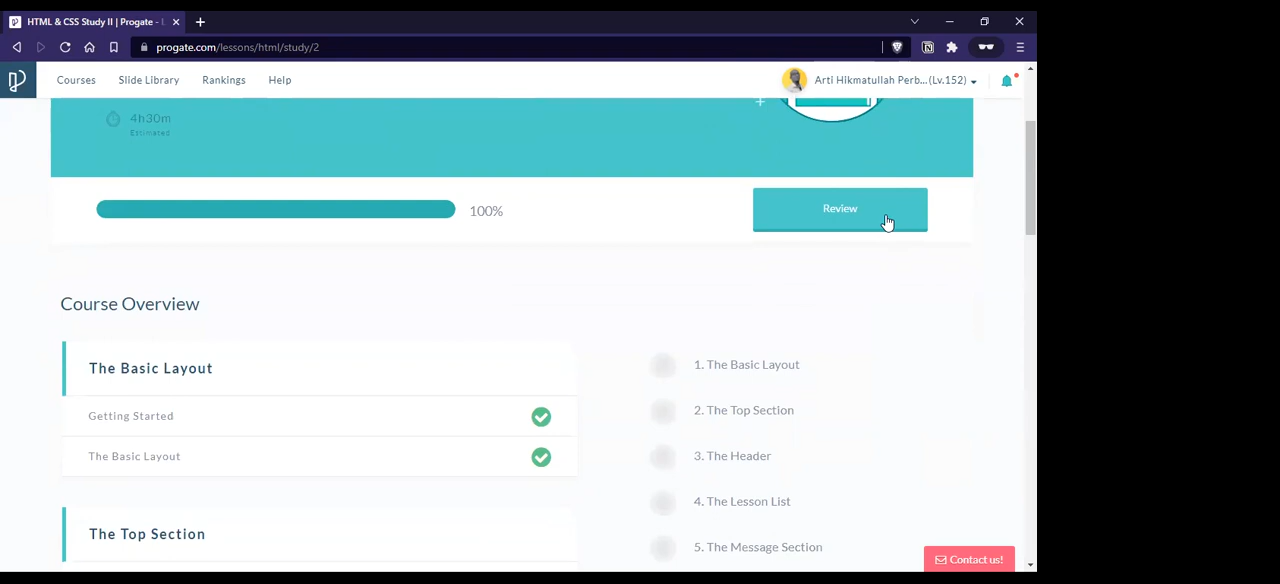 HTML & CSS Study II | Progate - L
progate.com/lessons/html/study/2
Courses
Slide Library
Rankings
Help
Arti Hikmatullah Perb...(Lv.152)
4h30m
Estimated
100%
Review
Course Overview
The Basic Layout
Getting Started
The Basic Layout
The Top Section
1. The Basic Layout
2. The Top Section
3. The Header
4. The Lesson List
5. The Message Section
Contact us!